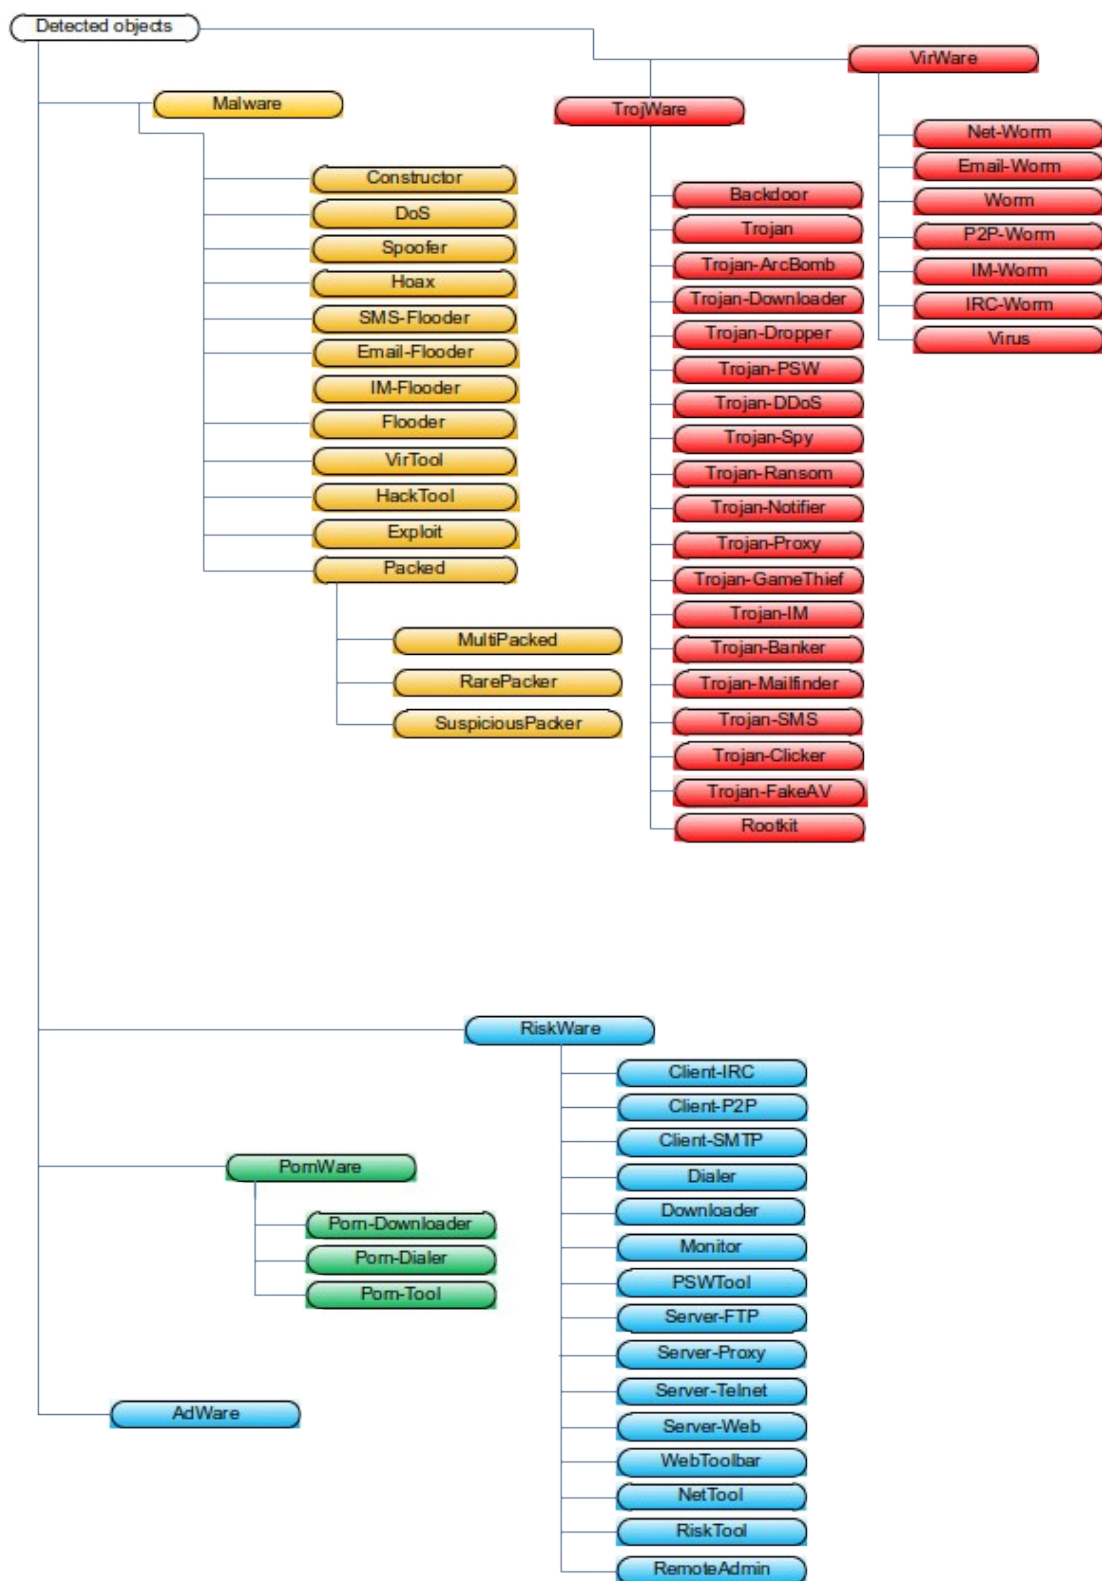 Detected objects
VirWare
Malware
TrojWare
Net-Worm
Email-Worm
Worm
P2P-Worm
IM-Worm
IRC-Worm
Virus
Constructor
DoS
Spoofer
Hoax
SMS-Flooder
Email-Flooder
IM-Flooder
Flooder
VirTool
HackTool
Exploit
Packed
MultiPacked
RarePacker
SuspiciousPacker
Backdoor
Trojan
Trojan-ArcBomb
Trojan-Downloader
Trojan-Dropper
Trojan-PSW
Trojan-DDoS
Trojan-Spy
Trojan-Ransom
Trojan-Notifier
Trojan-Proxy
Trojan-GameThief
Trojan-IM
Trojan-Banker
Trojan-Mailfinder
Trojan-SMS
Trojan-Clicker
Trojan-FakeAV
Rootkit
RiskWare
Client-IRC
Client-P2P
Client-SMTP
Dialer
Downloader
Monitor
PSWTool
Server-FTP
Server-Proxy
Server-Telnet
Server-Web
WebToolbar
NetTool
RiskTool
RemoteAdmin
PornWare
Porn-Downloader
Porn-Dialer
Porn-Tool
AdWare